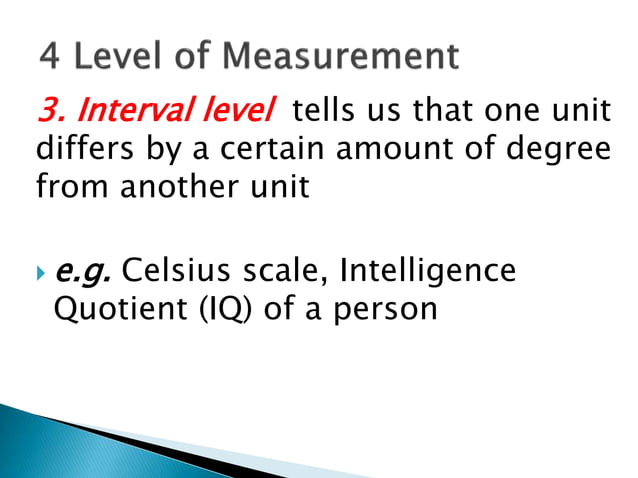 4 Level of Measurement
3. Interval level tells us that one unit
differs by a certain amount of degree
from another unit
e.g. Celsius scale, Intelligence
Quotient (IQ) of a person